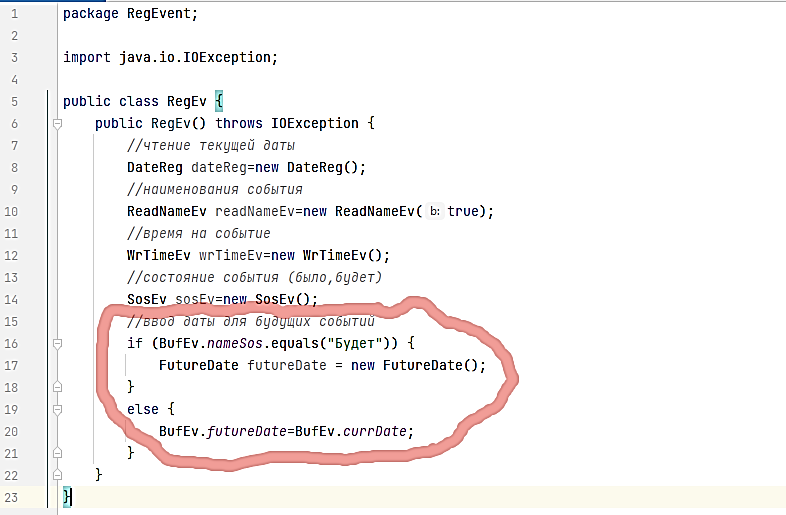 1 package RegEvent;
2
3 import java.io.IOException;
4
5 public class RegEv {
6 public RegEv() throws IOException {
7 //чтение текущей даты
8 DateReg dateReg=new DateReg();
9 //наименования события
10 ReadNameEv readNameEv=new ReadNameEv( b: true);
11 //время на событие
12 WrTimeEv wrTimeEv=new WrTimeEv();
13 //состояние события (было,будет)
14 SosEv sosEv=new SosEv();
15 //ввод даты для будущих событий
16 if (BufEv.nameSos.equals("Будет")) {
17 FutureDate futureDate = new FutureDate();
18 }
19 else {
20 BufEv.futureDate=BufEv.currDate;
21 }
22 }
23 }